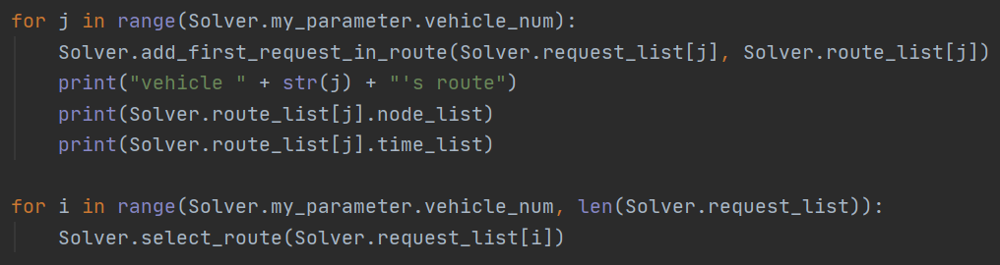 for j in range(Solver.my_parameter.vehicle_num):
    Solver.add_first_request_in_route(Solver.request_list[j], Solver.route_list[j])
    print("vehicle " + str(j) + "'s route")
    print(Solver.route_list[j].node_list)
    print(Solver.route_list[j].time_list)

for i in range(Solver.my_parameter.vehicle_num, len(Solver.request_list)):
    Solver.select_route(Solver.request_list[i])